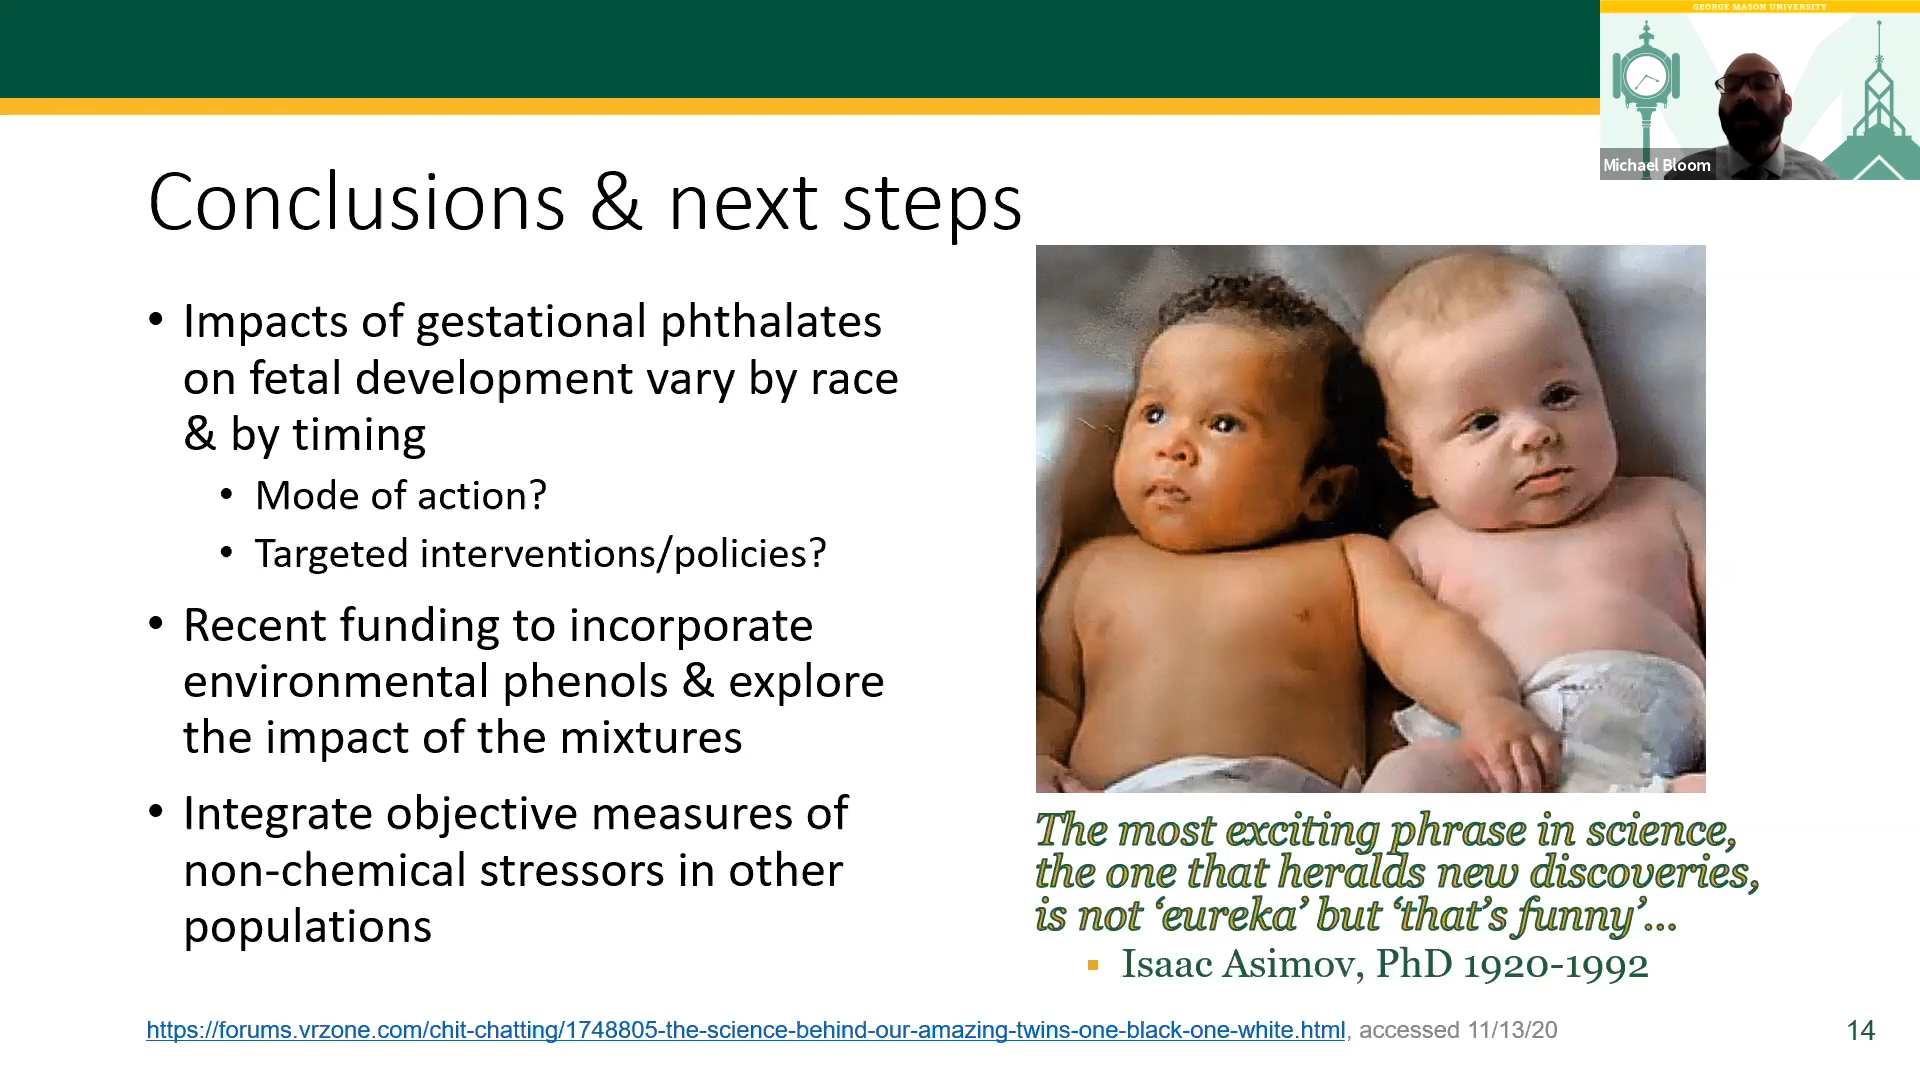 GEORGE MASON UNIVERSITY
Michael Bloom
Conclusions & next steps
• Impacts of gestational phthalates
on fetal development vary by race
& by timing
• Mode of action?
• Targeted interventions/policies?
• Recent funding to incorporate
environmental phenols & explore
the impact of the mixtures
• Integrate objective measures of
non-chemical stressors in other
populations
The most exciting phrase in science,
the one that heralds new discoveries,
is not ‘eureka’ but ‘that’s funny’...
▪ Isaac Asimov, PhD 1920-1992
https://forums.vrzone.com/chit-chatting/1748805-the-science-behind-our-amazing-twins-one-black-one-white.html, accessed 11/13/20
14